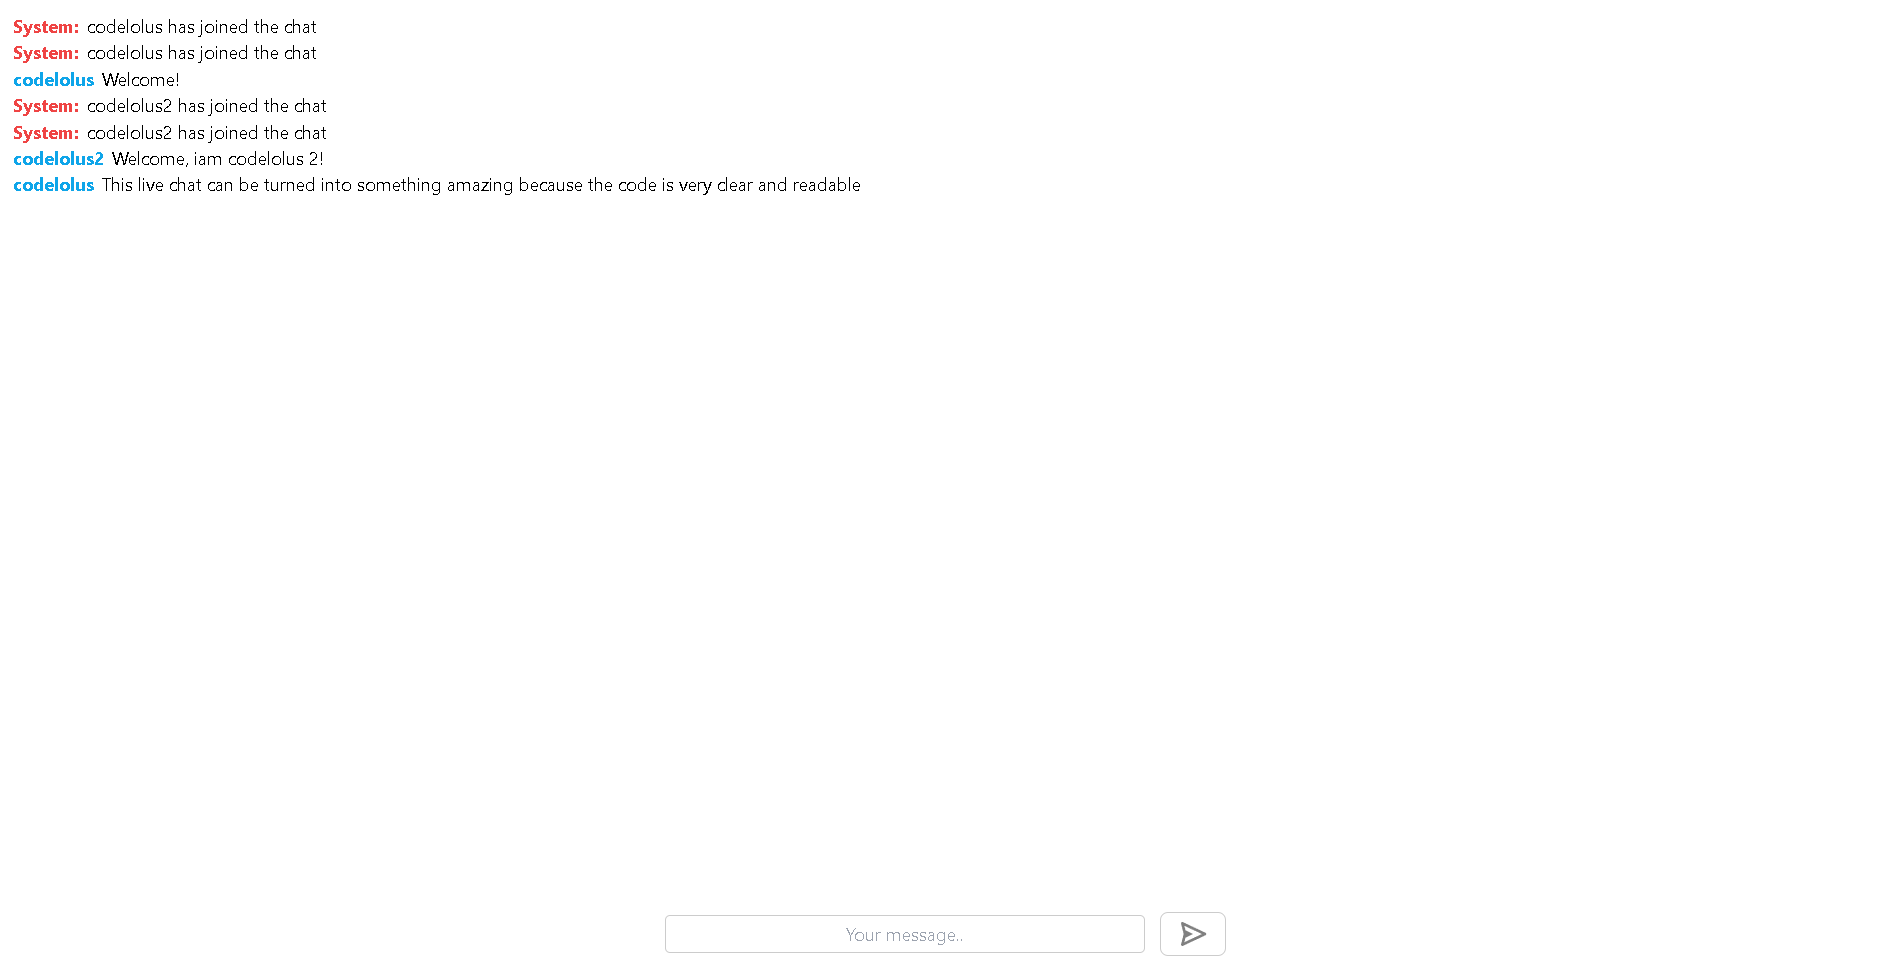 System: codelolus has joined the chat
System: codelolus has joined the chat
codelolus Welcome!
System: codelolus2 has joined the chat
System: codelolus2 has joined the chat
codelolus2 Welcome, iam codelolus 2!
codelolus This live chat can be turned into something amazing because the code is very clear and readable
Your message..